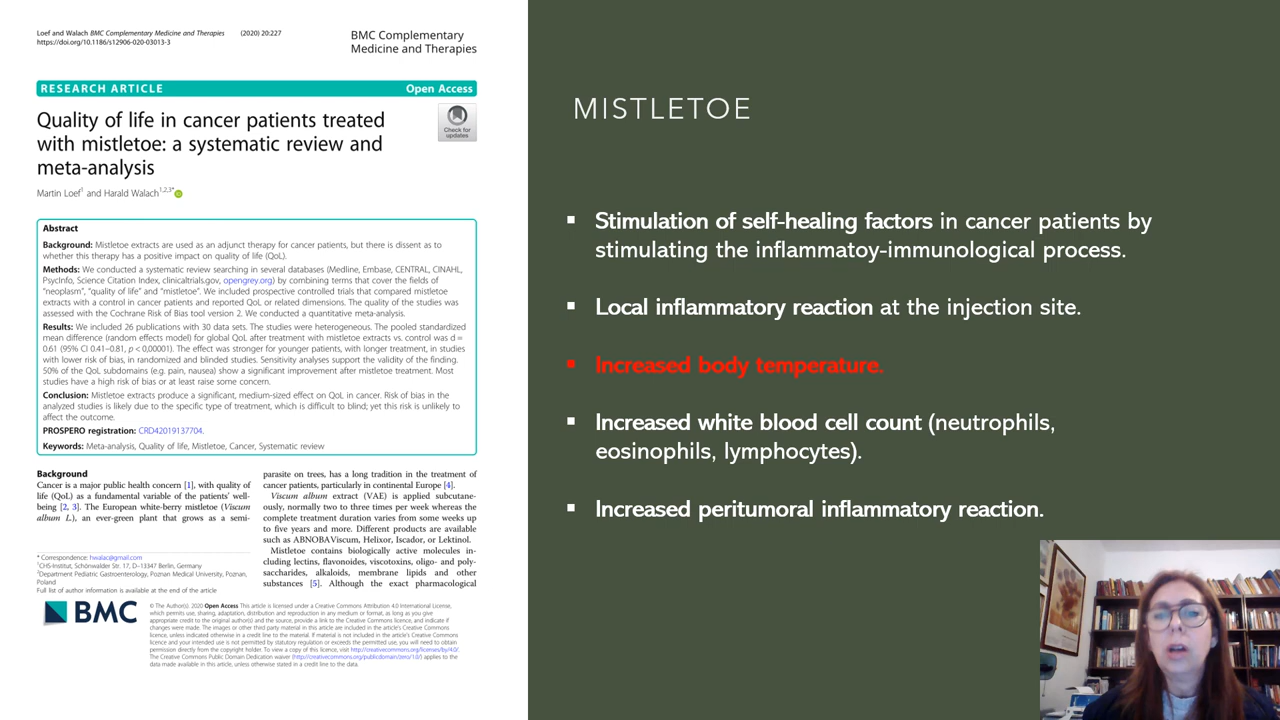 Loef and Walach BMC Complementary Medicine and Therapies (2020) 20:227
https://doi.org/10.1186/s12906-020-03013-3
BMC Complementary
Medicine and Therapies
RESEARCH ARTICLE Open Access
Quality of life in cancer patients treated
with mistletoe: a systematic review and
meta-analysis
Check for
updates
Martin Loef1 and Harald Walach1,2,3*
Abstract
Background: Mistletoe extracts are used as an adjunct therapy for cancer patients, but there is dissent as to
whether this therapy has a positive impact on quality of life (QoL).
Methods: We conducted a systematic review searching in several databases (Medline, Embase, CENTRAL, CINAHL,
PsycInfo, Science Citation Index, clinicaltrials.gov, opengrey.org) by combining terms that cover the fields of
"neoplasm", "quality of life" and "mistletoe". We included prospective controlled trials that compared mistletoe
extracts with a control in cancer patients and reported QoL or related dimensions. The quality of the studies was
assessed with the Cochrane Risk of Bias tool version 2. We conducted a quantitative meta-analysis.
Results: We included 26 publications with 30 data sets. The studies were heterogeneous. The pooled standardized
mean difference (random effects model) for global QoL after treatment with mistletoe extracts vs. control was d =
0.61 (95% CI 0.41–0.81, p < 0,00001). The effect was stronger for younger patients, with longer treatment, in studies
with lower risk of bias, in randomized and blinded studies. Sensitivity analyses support the validity of the finding.
50% of the QoL subdomains (e.g. pain, nausea) show a significant improvement after mistletoe treatment. Most
studies have a high risk of bias or at least raise some concern.
Conclusion: Mistletoe extracts produce a significant, medium-sized effect on QoL in cancer. Risk of bias in the
analyzed studies is likely due to the specific type of treatment, which is difficult to blind; yet this risk is unlikely to
affect the outcome.
PROSPERO registration: CRD42019137704.
Keywords: Meta-analysis, Quality of life, Mistletoe, Cancer, Systematic review
Background
Cancer is a major public health concern [1], with quality of
life (QoL) as a fundamental variable of the patients' well-
being [2, 3]. The European white-berry mistletoe (Viscum
album L.), an ever-green plant that grows as a semi-
parasite on trees, has a long tradition in the treatment of
cancer patients, particularly in continental Europe [4].
Viscum album extract (VAE) is applied subcutane-
ously, normally two to three times per week whereas the
complete treatment duration varies from some weeks up
to five years and more. Different products are available
such as ABNOBAViscum, Helixor, Iscador, or Lektinol.
Mistletoe contains biologically active molecules in-
cluding lectins, flavonoides, viscotoxins, oligo- and poly-
saccharides, alkaloids, membrane lipids and other
substances [5]. Although the exact pharmacological
* Correspondence: hwalac@gmail.com
1CHS-Institut, Schönwalder Str. 17, D-13347 Berlin, Germany
2Department Pediatric Gastroenterology, Poznan Medical University, Poznan,
Poland
Full list of author information is available at the end of the article
BMC
© The Author(s). 2020 Open Access This article is licensed under a Creative Commons Attribution 4.0 International License,
which permits use, sharing, adaptation, distribution and reproduction in any medium or format, as long as you give
appropriate credit to the original author(s) and the source, provide a link to the Creative Commons licence, and indicate if
changes were made. The images or other third party material in this article are included in the article's Creative Commons
licence, unless indicated otherwise in a credit line to the material. If material is not included in the article's Creative Commons
licence and your intended use is not permitted by statutory regulation or exceeds the permitted use, you will need to obtain
permission directly from the copyright holder. To view a copy of this licence, visit http://creativecommons.org/licenses/by/4.0/.
The Creative Commons Public Domain Dedication waiver (http://creativecommons.org/publicdomain/zero/1.0/) applies to the
data made available in this article, unless otherwise stated in a credit line to the data.
MISTLETOE
▪ Stimulation of self-healing factors in cancer patients by
stimulating the inflammatoy-immunological process.
▪ Local inflammatory reaction at the injection site.
▪ Increased body temperature.
▪ Increased white blood cell count (neutrophils,
eosinophils, lymphocytes).
▪ Increased peritumoral inflammatory reaction.